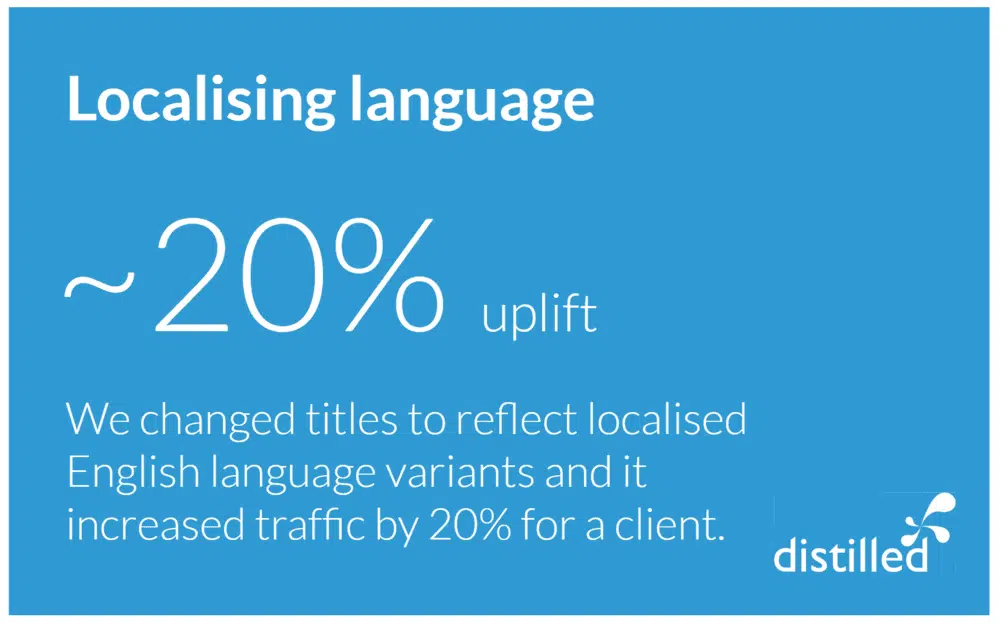 Localising language
~20% uplift
We changed titles to reflect localised
English language variants and it
increased traffic by 20% for a client.
distilled